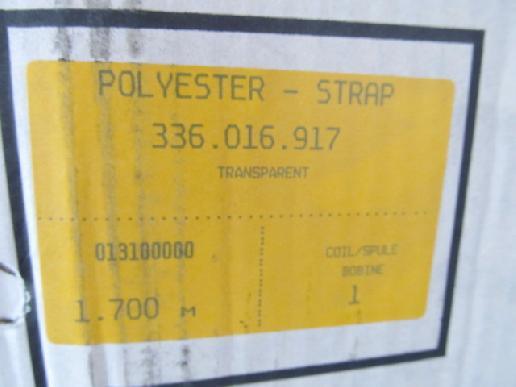 POLYESTER - STRAP
336.016.917
TRANSPARENT
013100000
COIL/SPULE
BOBINE
1.700 M
1